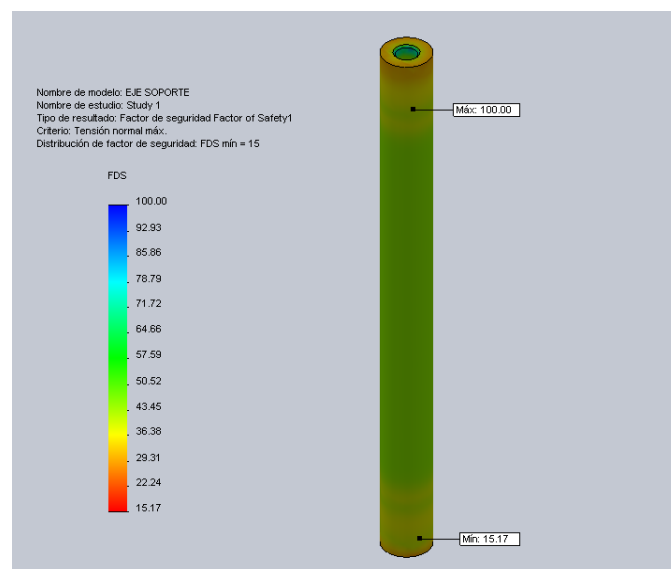 Nombre de modelo: EJE SOPORTE
Nombre de estudio: Study 1
Tipo de resultado: Factor de seguridad Factor of Safety1
Criterio: Tensión normal máx.
Distribución de factor de seguridad: FDS mín = 15
Máx: 100.00
FDS
100.00
92.93
85.86
78.79
71.72
64.66
57.59
50.52
43.45
36.38
29.31
22.24
15.17
Mín: 15.17